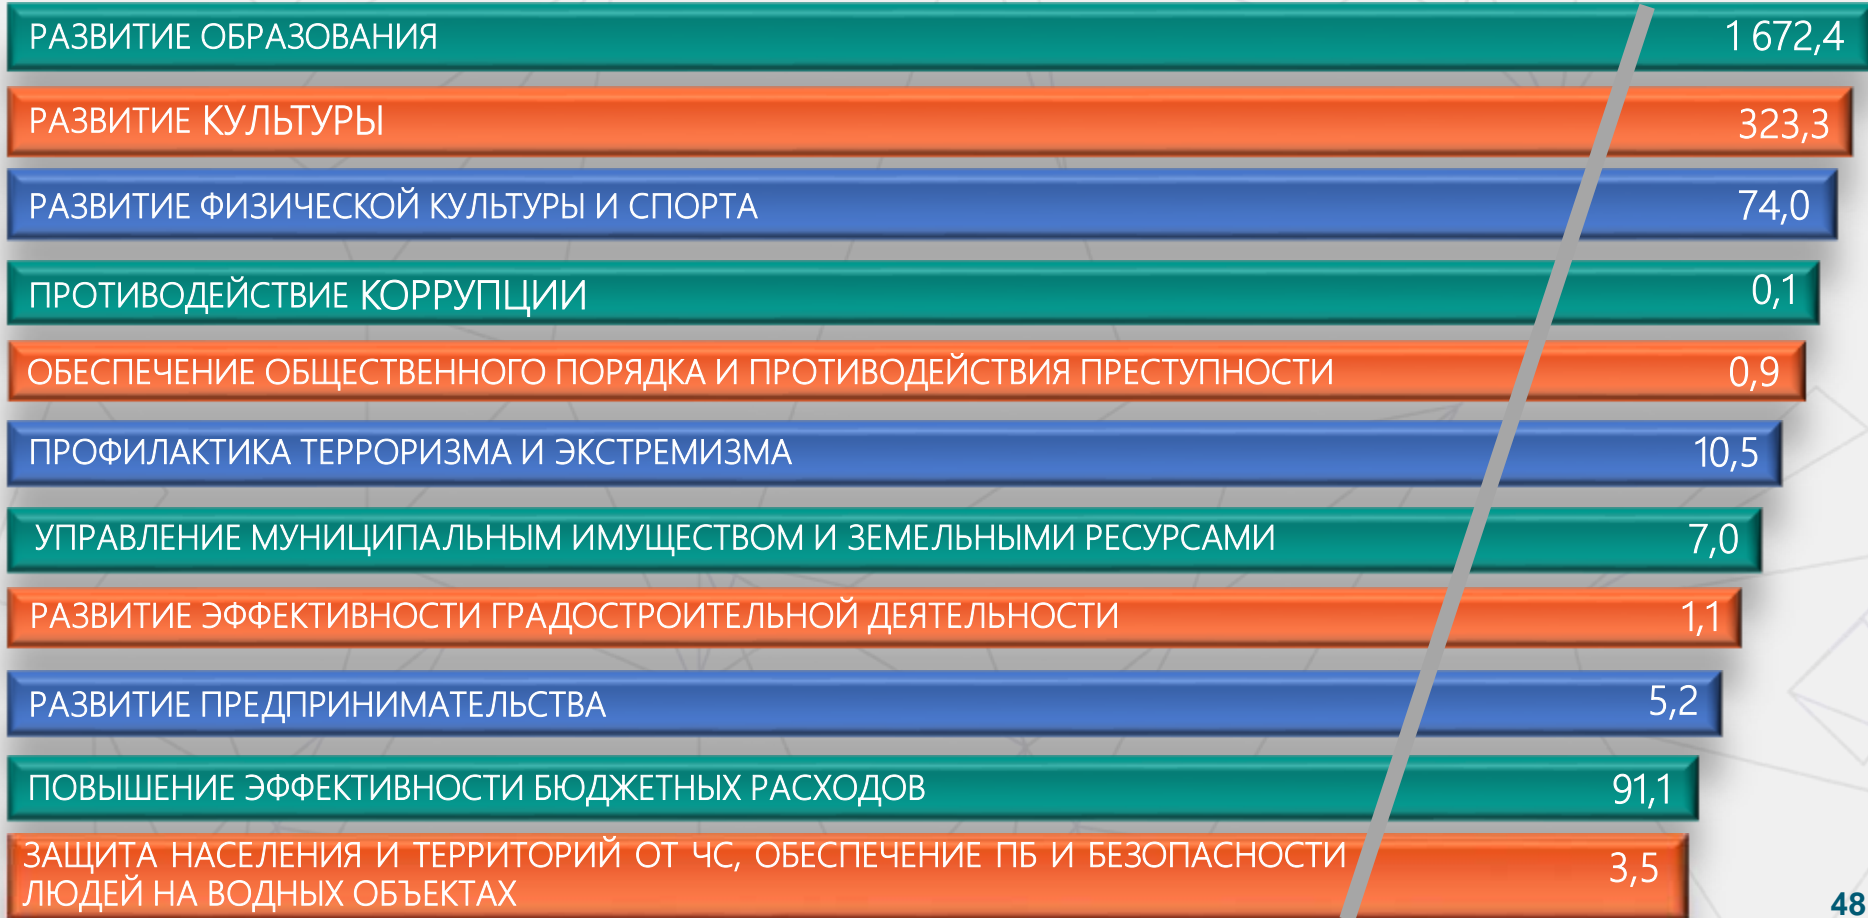 РАЗВИТИЕ ОБРАЗОВАНИЯ 1 672,4
РАЗВИТИЕ КУЛЬТУРЫ 323,3
РАЗВИТИЕ ФИЗИЧЕСКОЙ КУЛЬТУРЫ И СПОРТА 74,0
ПРОТИВОДЕЙСТВИЕ КОРРУПЦИИ 0,1
ОБЕСПЕЧЕНИЕ ОБЩЕСТВЕННОГО ПОРЯДКА И ПРОТИВОДЕЙСТВИЯ ПРЕСТУПНОСТИ 0,9
ПРОФИЛАКТИКА ТЕРРОРИЗМА И ЭКСТРЕМИЗМА 10,5
УПРАВЛЕНИЕ МУНИЦИПАЛЬНЫМ ИМУЩЕСТВОМ И ЗЕМЕЛЬНЫМИ РЕСУРСАМИ 7,0
РАЗВИТИЕ ЭФФЕКТИВНОСТИ ГРАДОСТРОИТЕЛЬНОЙ ДЕЯТЕЛЬНОСТИ 1,1
РАЗВИТИЕ ПРЕДПРИНИМАТЕЛЬСТВА 5,2
ПОВЫШЕНИЕ ЭФФЕКТИВНОСТИ БЮДЖЕТНЫХ РАСХОДОВ 91,1
ЗАЩИТА НАСЕЛЕНИЯ И ТЕРРИТОРИЙ ОТ ЧС, ОБЕСПЕЧЕНИЕ ПБ И БЕЗОПАСНОСТИ
ЛЮДЕЙ НА ВОДНЫХ ОБЪЕКТАХ 3,5
48